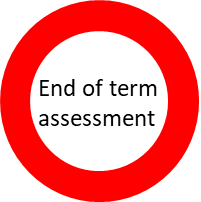 End of term
assessment